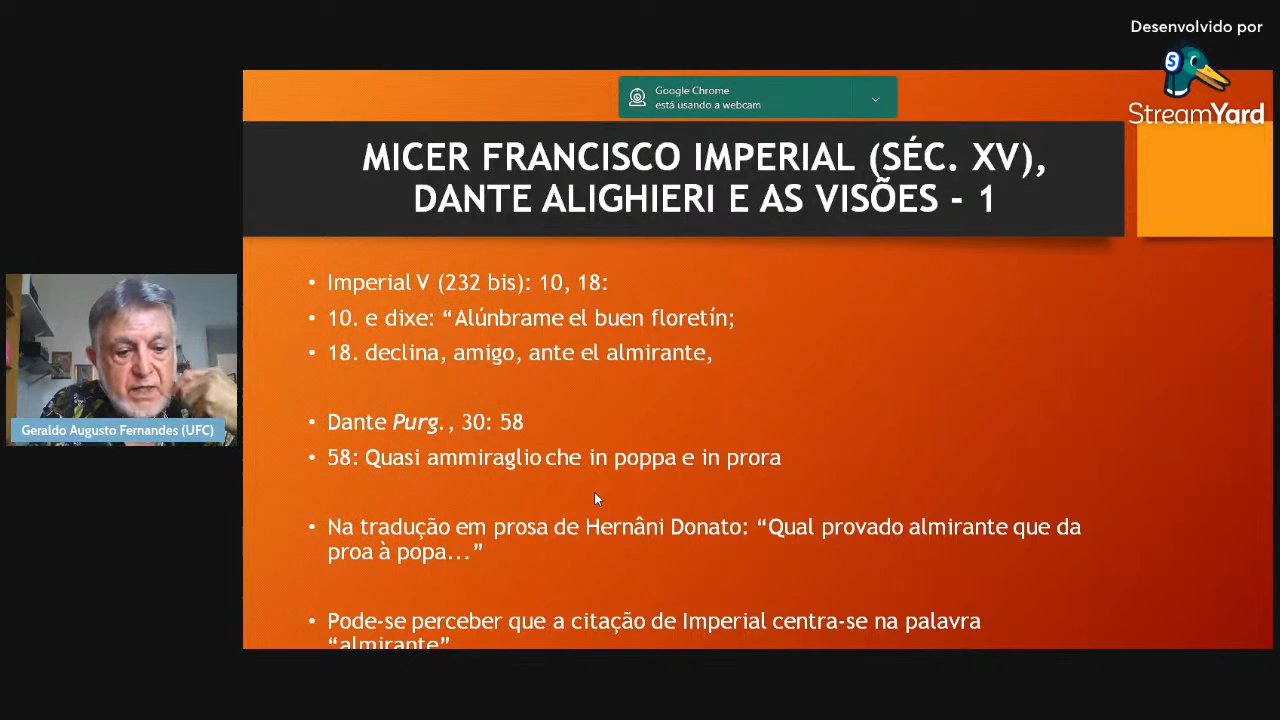 Desenvolvido por
StreamYard
Google Chrome
está usando a webcam
MICER FRANCISCO IMPERIAL (SÉC. XV),
DANTE ALIGHIERI E AS VISÕES - 1
• Imperial V (232 bis): 10, 18:
• 10. e dixe: “Alúnbrame el buen floretín;
• 18. declina, amigo, ante el almirante,
• Dante Purg., 30: 58
• 58: Quasi ammiraglio che in poppa e in prora
• Na tradução em prosa de Hernâni Donato: “Qual provado almirante que da
proa à popa...”
• Pode-se perceber que a citação de Imperial centra-se na palavra
“almirante”
Geraldo Augusto Fernandes (UFC)